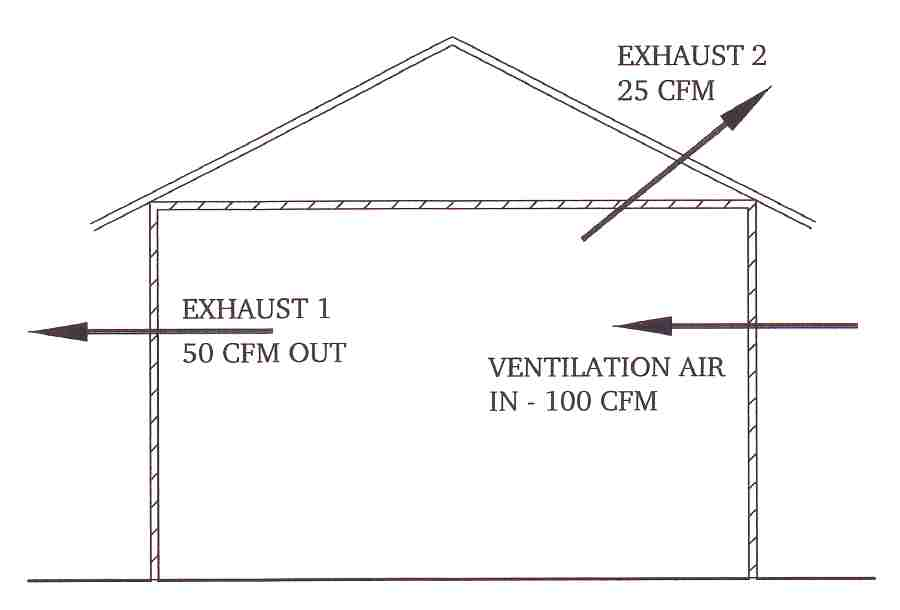 EXHAUST 2
25 CFM
EXHAUST 1
50 CFM OUT
VENTILATION AIR
IN - 100 CFM